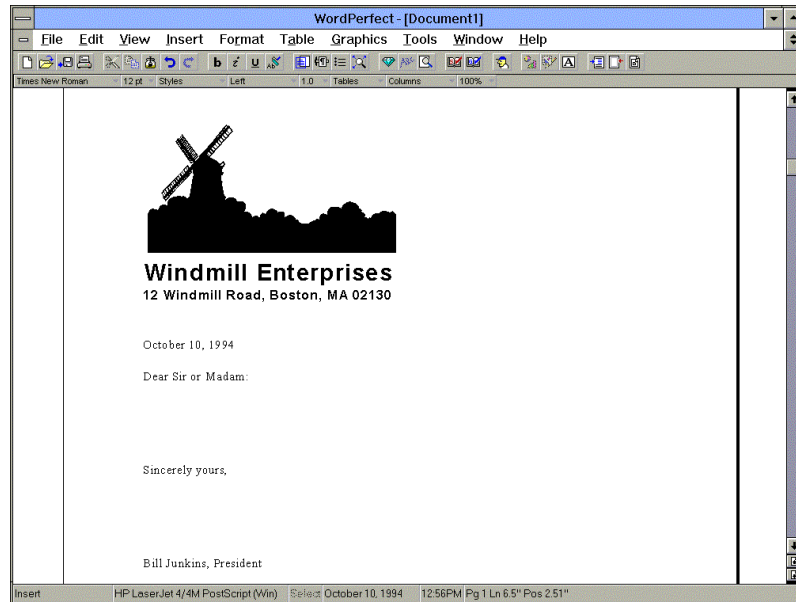 WordPerfect - [Document1]
File Edit View Insert Format Table Graphics Tools Window Help
b i u
Times New Roman 12 pt Styles Left 1.0 Tables Columns 100%
Windmill Enterprises
12 Windmill Road, Boston, MA 02130
October 10, 1994
Dear Sir or Madam:
Sincerely yours,
Bill Junkins, President
Insert HP LaserJet 4/4M PostScript (Win) Select October 10, 1994 12:56PM Pg 1 Ln 6.5" Pos 2.51"